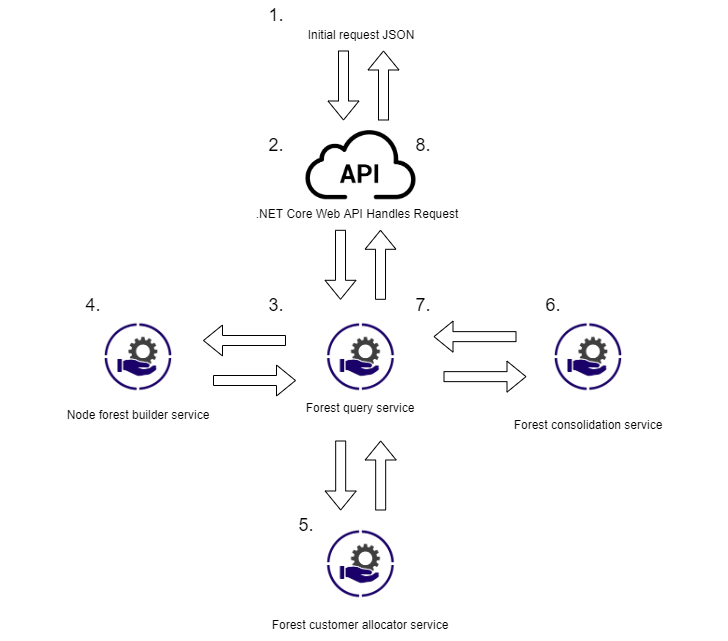 1.
Initial request JSON
2.
8.
API
.NET Core Web API Handles Request
4.
3.
7.
6.
Node forest builder service
Forest query service
Forest consolidation service
5.
Forest customer allocator service